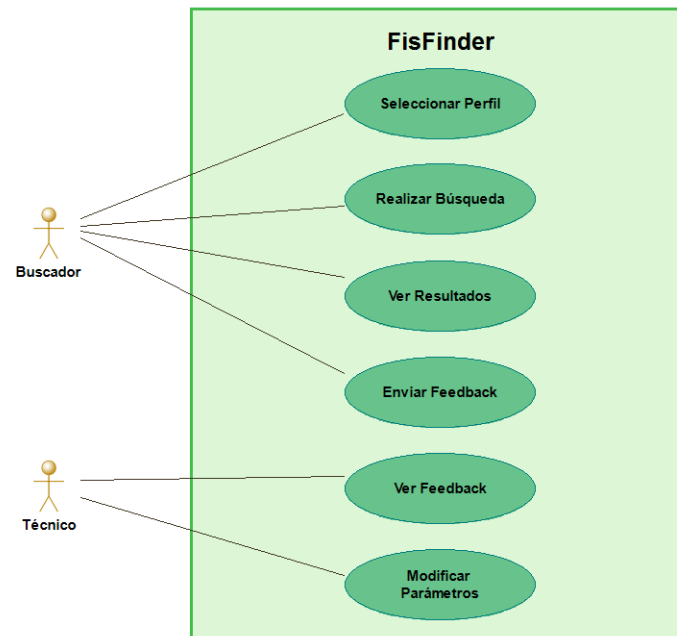 FisFinder
Seleccionar Perfil
Realizar Búsqueda
Buscador
Ver Resultados
Enviar Feedback
Ver Feedback
Técnico
Modificar
Parámetros